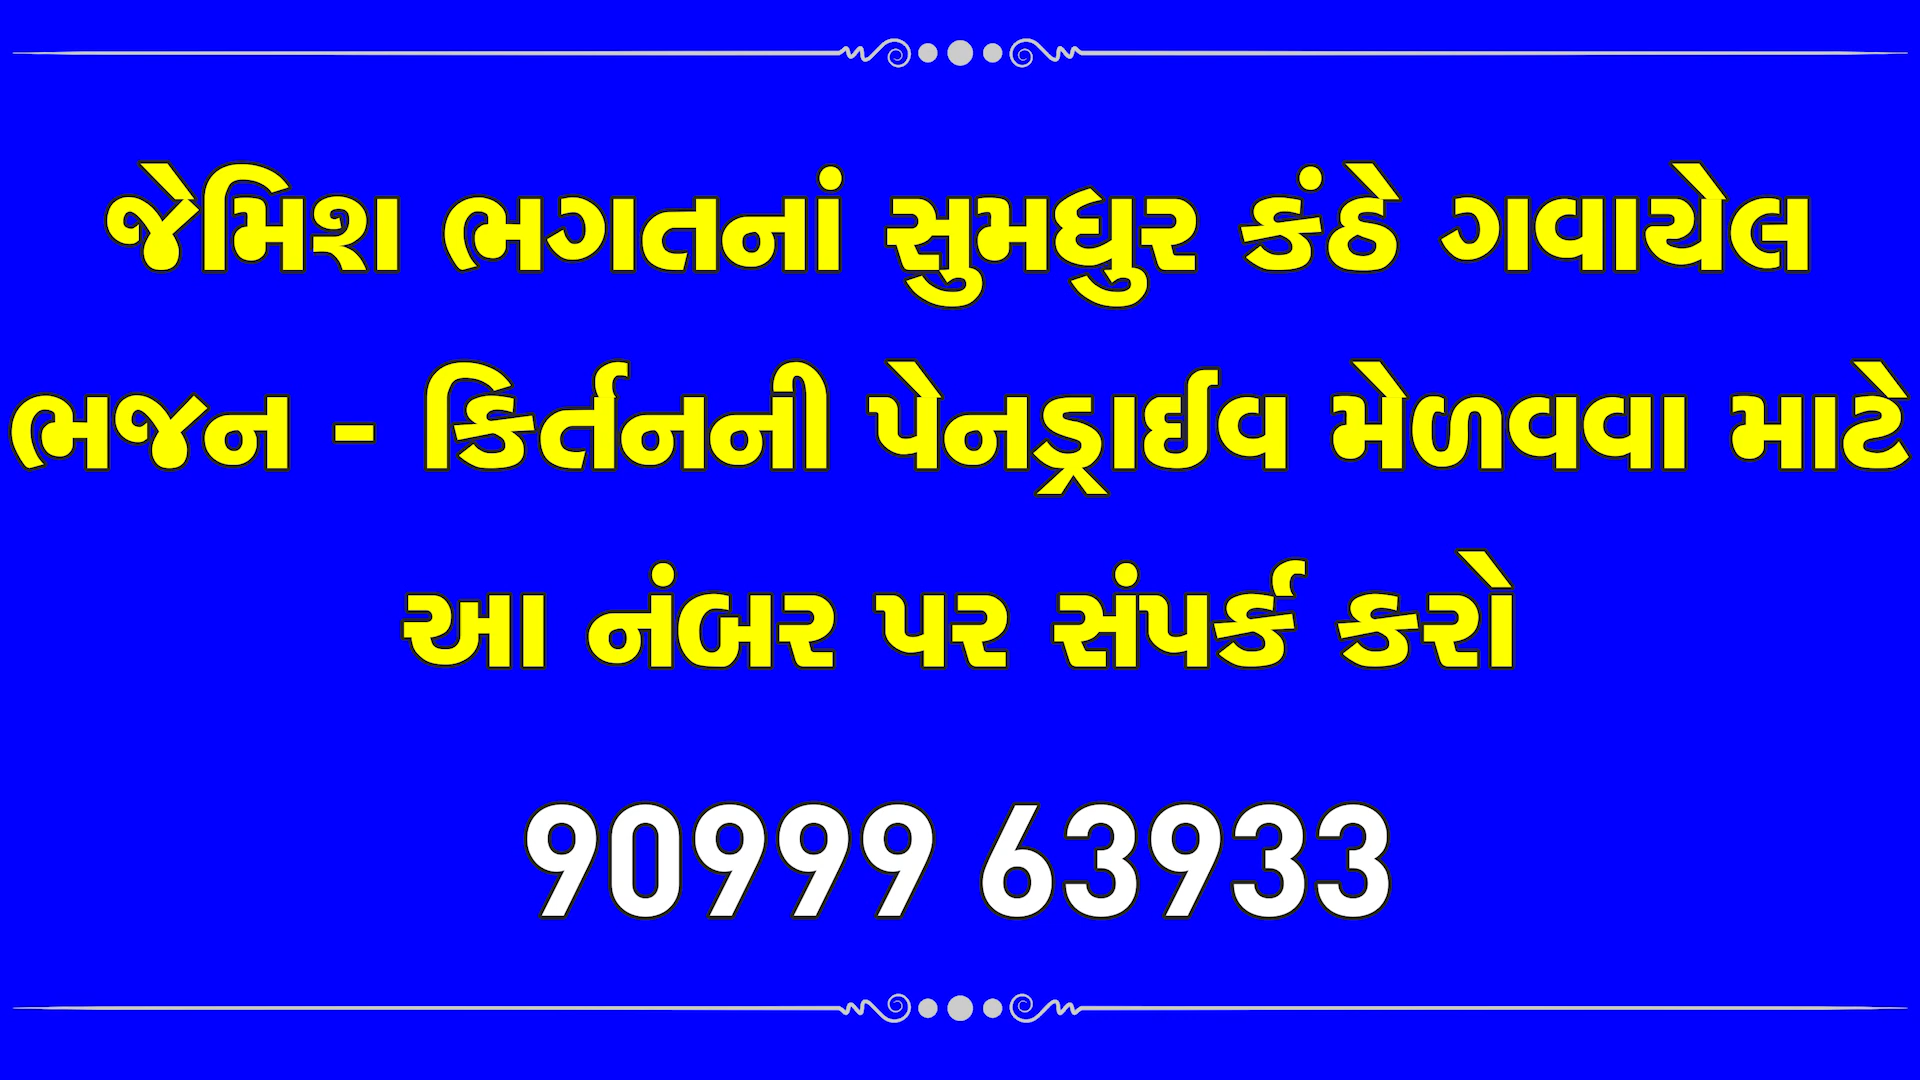 જેમિશ ભગતનાં સુમધુર કંઠે ગવાયેલ
ભજન - કિર્તનની પેનડ્રાઈવ મેળવવા માટે
આ નંબર પર સંપર્ક કરો
90999 63933